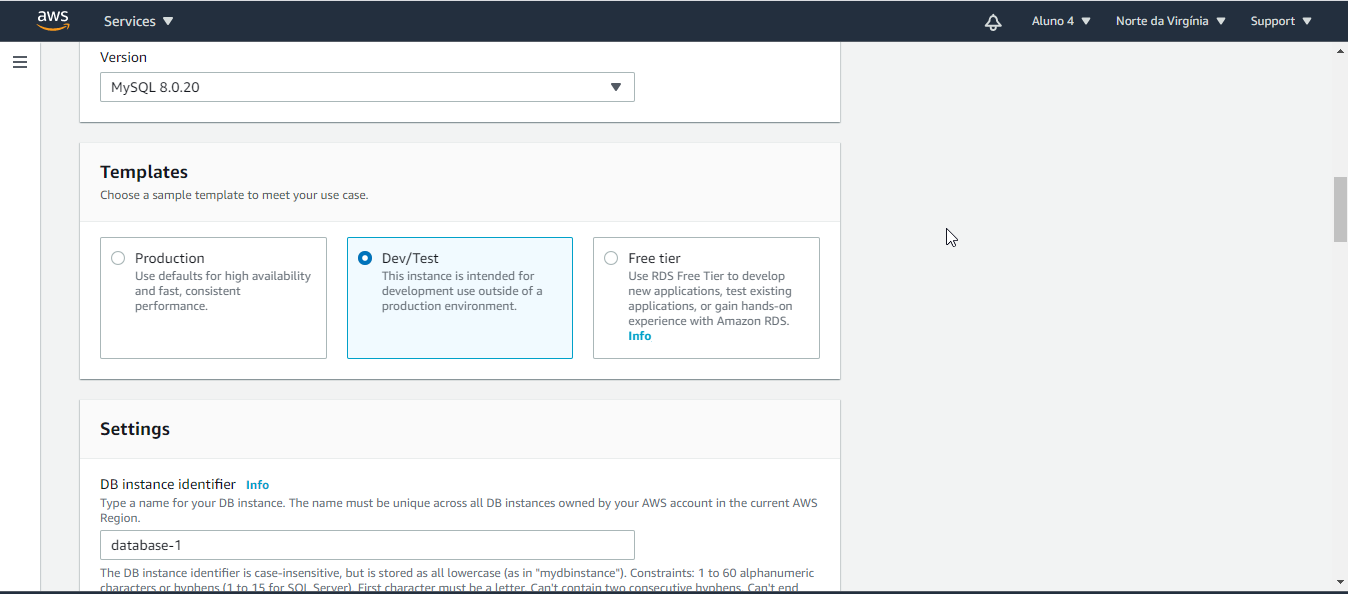 aws
Services
Aluno 4
Norte da Virgínia
Support
Version
MySQL 8.0.20
Templates
Choose a sample template to meet your use case.
Production
Use defaults for high availability
and fast, consistent
performance.
Dev/Test
This instance is intended for
development use outside of a
production environment.
Free tier
Use RDS Free Tier to develop
new applications, test existing
applications, or gain hands-on
experience with Amazon RDS.
Info
Settings
DB instance identifier Info
Type a name for your DB instance. The name must be unique across all DB instances owned by your AWS account in the current AWS
Region.
database-1
The DB instance identifier is case-insensitive, but is stored as all lowercase (as in "mydbinstance"). Constraints: 1 to 60 alphanumeric
characters or hyphens (1 to 15 for SQL Server). First character must be a letter. Can't contain two consecutive hyphens. Can't end